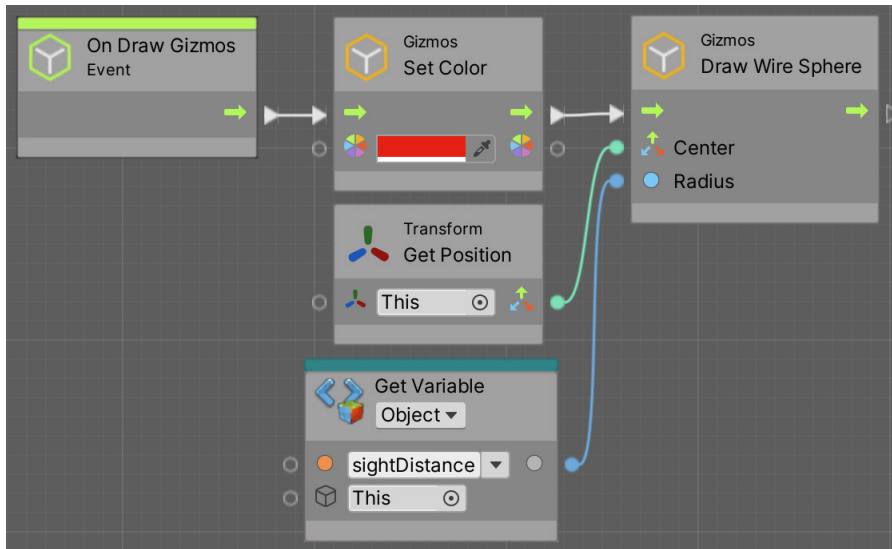 On Draw Gizmos
Event
Gizmos
Set Color
Gizmos
Draw Wire Sphere
Center
Radius
Transform
Get Position
This
Get Variable
Object
sightDistance
This